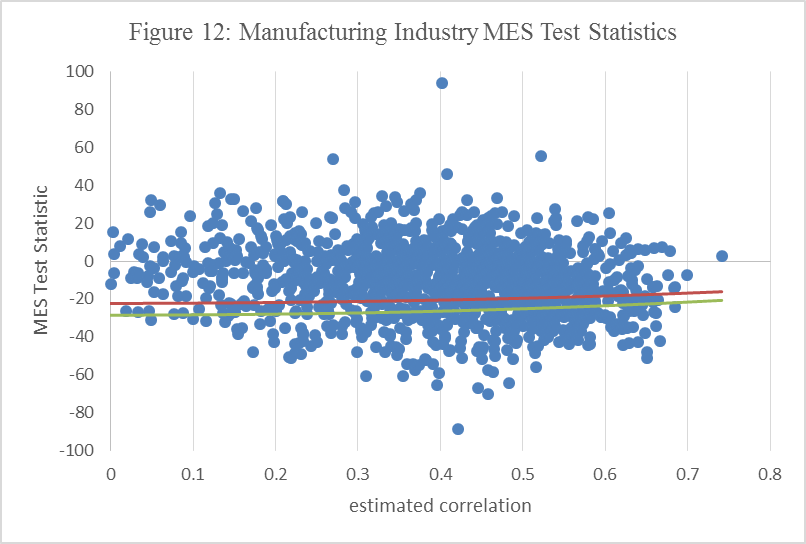 Figure 12: Manufacturing Industry MES Test Statistics
100
80
60
40
20
0
-20
-40
-60
-80
-100
MES Test Statistic
0 0.1 0.2 0.3 0.4 0.5 0.6 0.7 0.8
estimated correlation